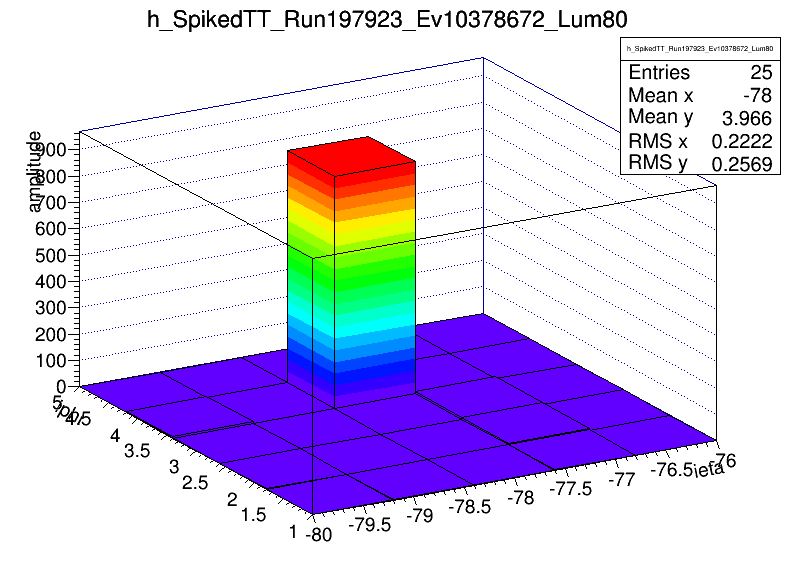 h_SpikedTT_Run197923_Ev10378672_Lum80
h_SpikedTT_Run197923_Ev10378672_Lum80
Entries 25
Mean x -78
Mean y 3.966
RMS x 0.2222
RMS y 0.2569
amplitude
900
800
700
600
500
400
300
200
100
0
5
4.5
4
3.5
3
2.5
2
1.5
1
iphi
-80
-79.5
-79
-78.5
-78
-77.5
-77
-76.5
-76
ieta